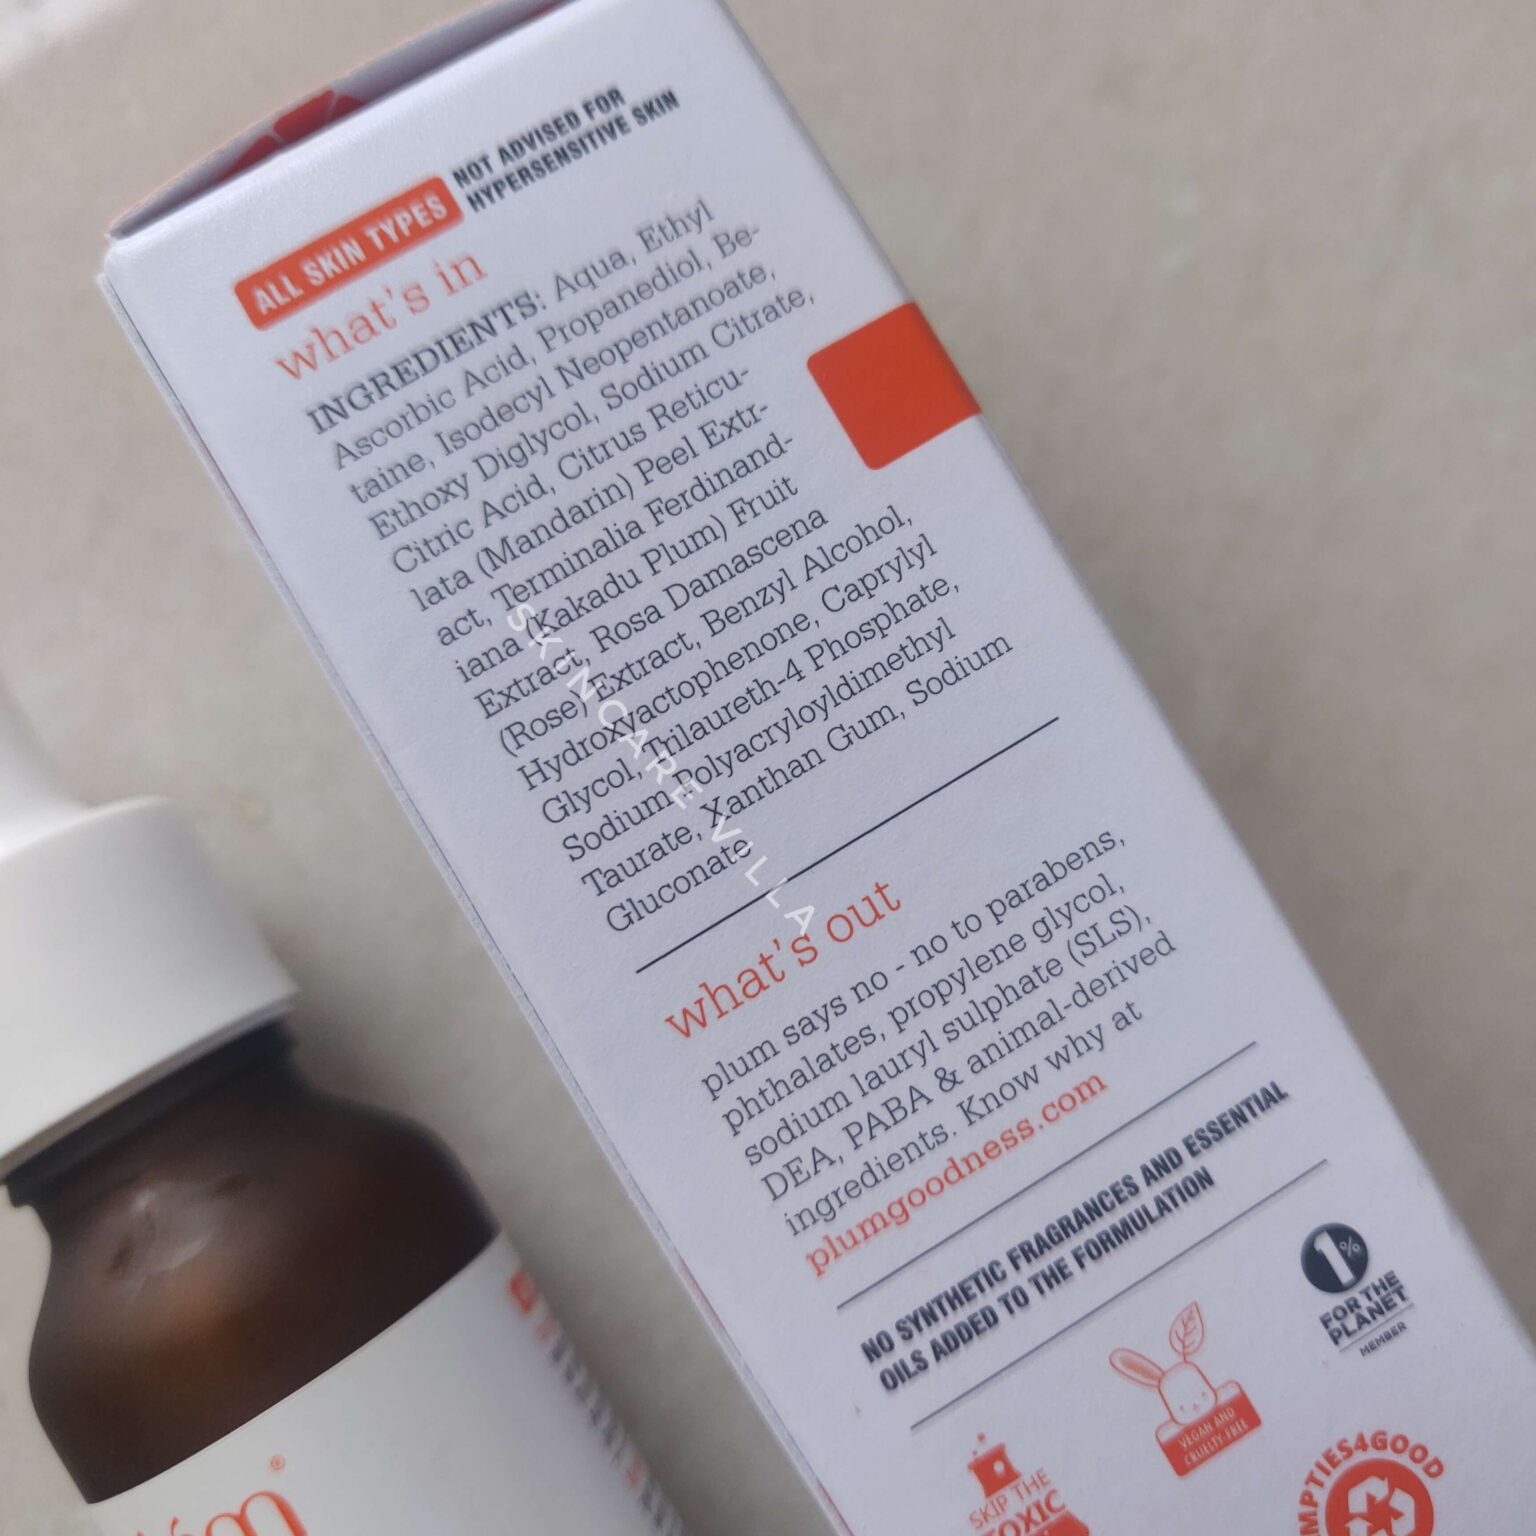 ALL SKIN TYPES
NOT ADVISED FOR
HYPERSENSITIVE SKIN
what's in
INGREDIENTS: Aqua, Ethyl
Ascorbic Acid, Propanediol, Be-
taine, Isodecyl Neopentanoate,
Ethoxy Diglycol, Sodium Citrate,
Citric Acid, Citrus Reticu-
lata (Mandarin) Peel Extr-
act, Terminalia Ferdinand-
iana (Kakadu Plum) Fruit
Extract, Rosa Damascena
(Rose) Extract, Benzyl Alcohol,
Hydroxyactophenone, Caprylyl
Glycol, Trilaureth-4 Phosphate,
Sodium Polyacryloyldimethyl
Taurate, Xanthan Gum, Sodium
Gluconate
SKINCARE VILLA
what's out
plum says no - no to parabens,
phthalates, propylene glycol,
sodium lauryl sulphate (SLS),
DEA, PABA & animal-derived
ingredients. Know why at
plumgoodness.com
NO SYNTHETIC FRAGRANCES AND ESSENTIAL
OILS ADDED TO THE FORMULATION
1%
FOR THE
PLANET
MEMBER
VEGAN AND
CRUELTY-FREE
SKIP THE